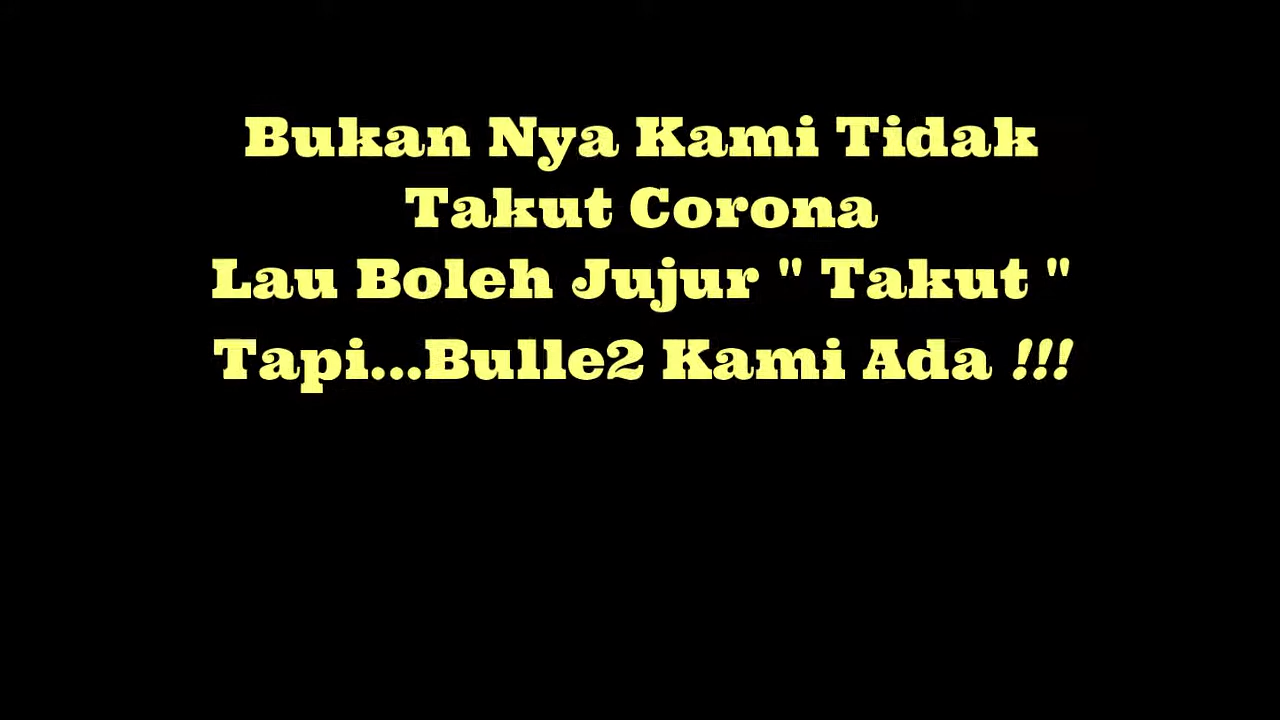 Bukan Nya Kami Tidak
Takut Corona
Lau Boleh Jujur " Takut "
Tapi...Bulle2 Kami Ada !!!